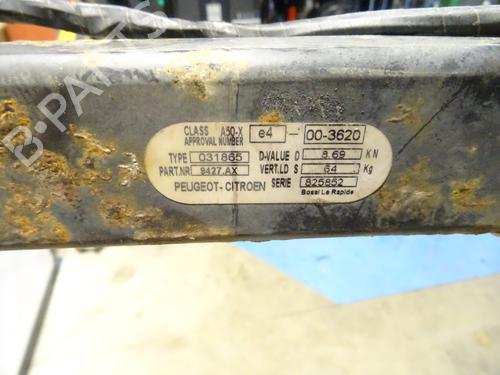 B-PARTS
CLASS A50-X e4 - 00-3620
APPROVAL NUMBER
TYPE 031865 D-VALUE D 8.69 KN
PART.NR 9427.AX VERT.LD S 64 Kg
PEUGEOT-CITROEN SERIE 825852
Bosal Le Rapide